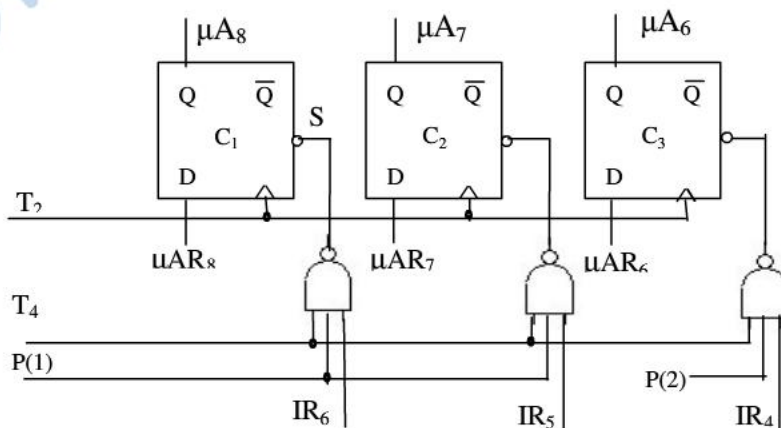 μA₈ μA₇ μA₆
Q Q̅ Q Q̅ Q Q̅
S
C₁ C₂ C₃
D D D
T₂
μAR₈ μAR₇ μAR₆
T₄
P(1)
P(2)
IR₆ IR₅ IR₄